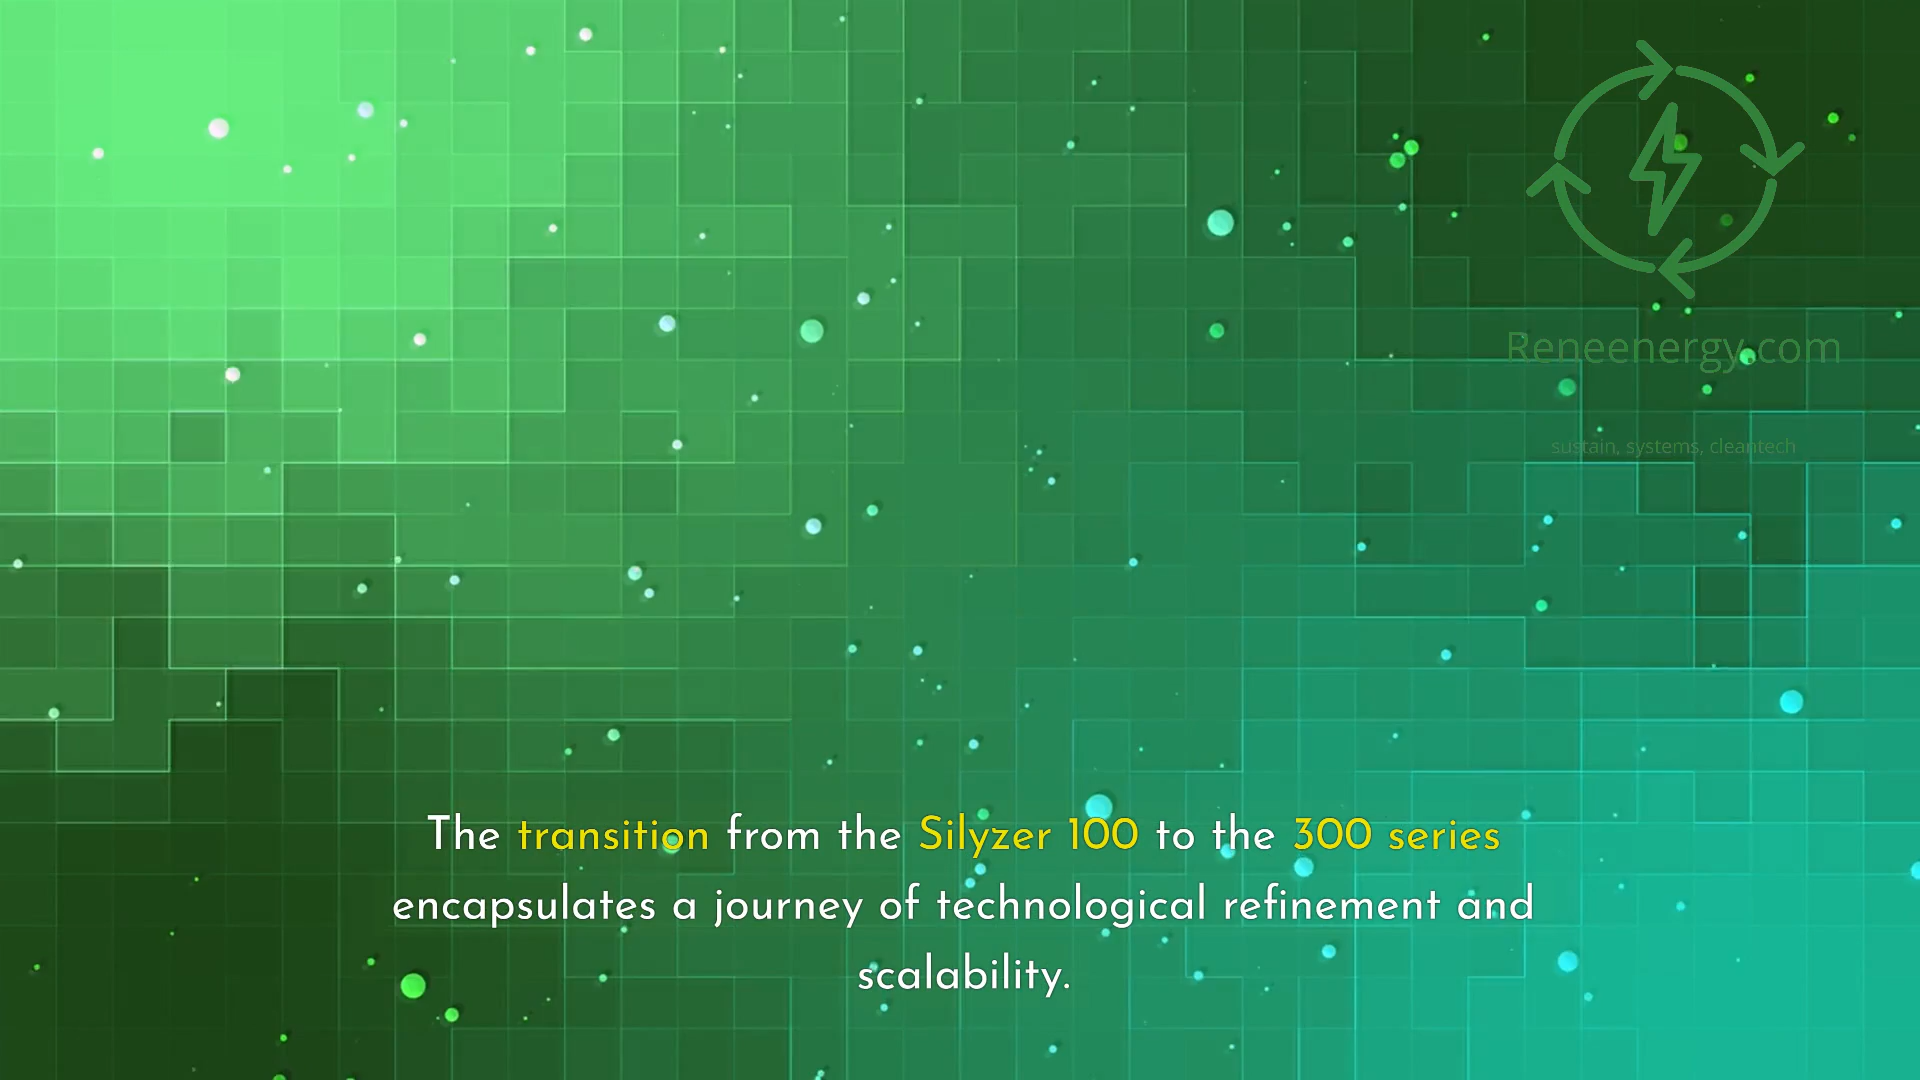 Reneenergy.com
sustain, systems, cleantech
The transition from the Silyzer 100 to the 300 series
encapsulates a journey of technological refinement and
scalability.